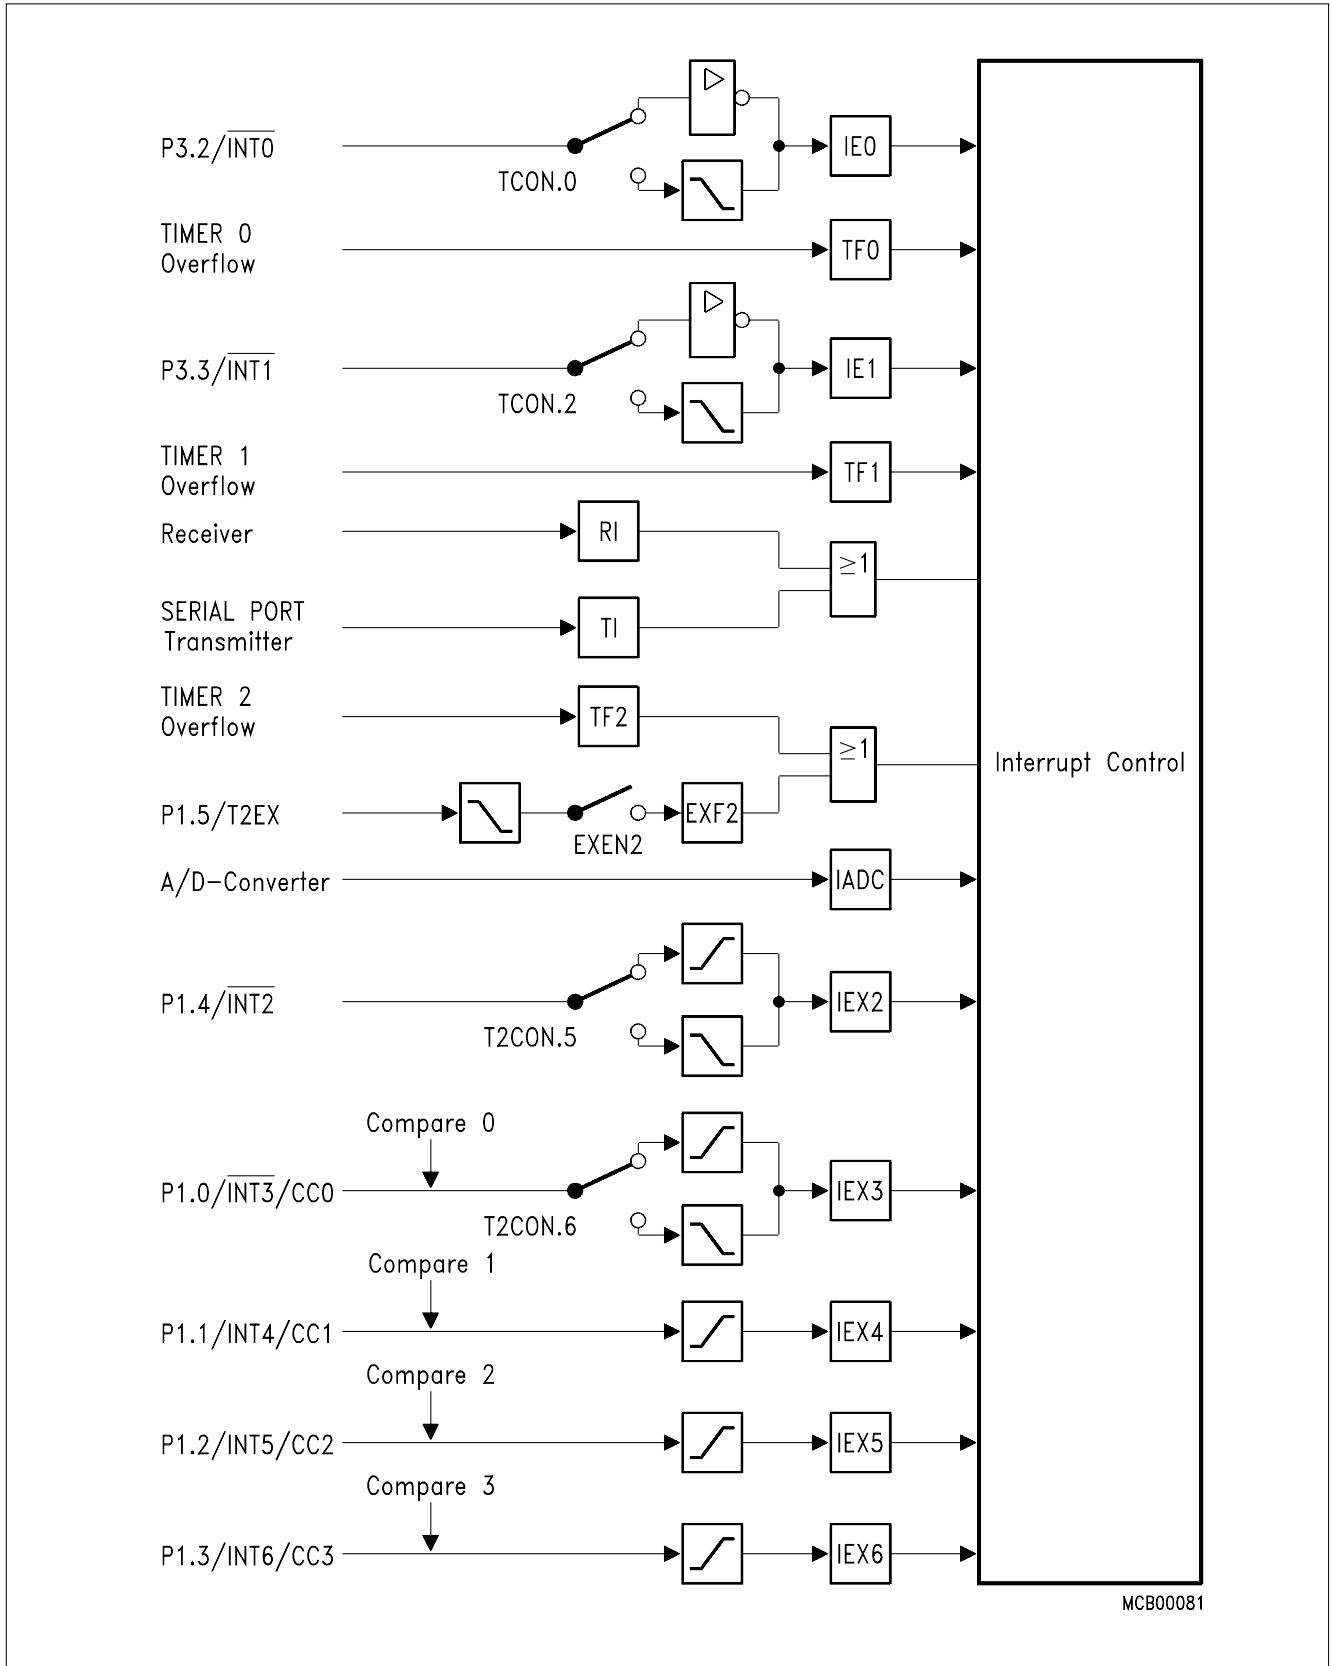 P3.2/INT0
TCON.0
IE0
TIMER 0
Overflow
TF0
P3.3/INT1
TCON.2
IE1
TIMER 1
Overflow
TF1
Receiver
RI
≥1
SERIAL PORT
Transmitter
TI
TIMER 2
Overflow
TF2
≥1
Interrupt Control
P1.5/T2EX
EXEN2
EXF2
A/D-Converter
IADC
P1.4/INT2
T2CON.5
IEX2
Compare 0
P1.0/INT3/CC0
T2CON.6
IEX3
Compare 1
P1.1/INT4/CC1
IEX4
Compare 2
P1.2/INT5/CC2
IEX5
Compare 3
P1.3/INT6/CC3
IEX6
MCB00081